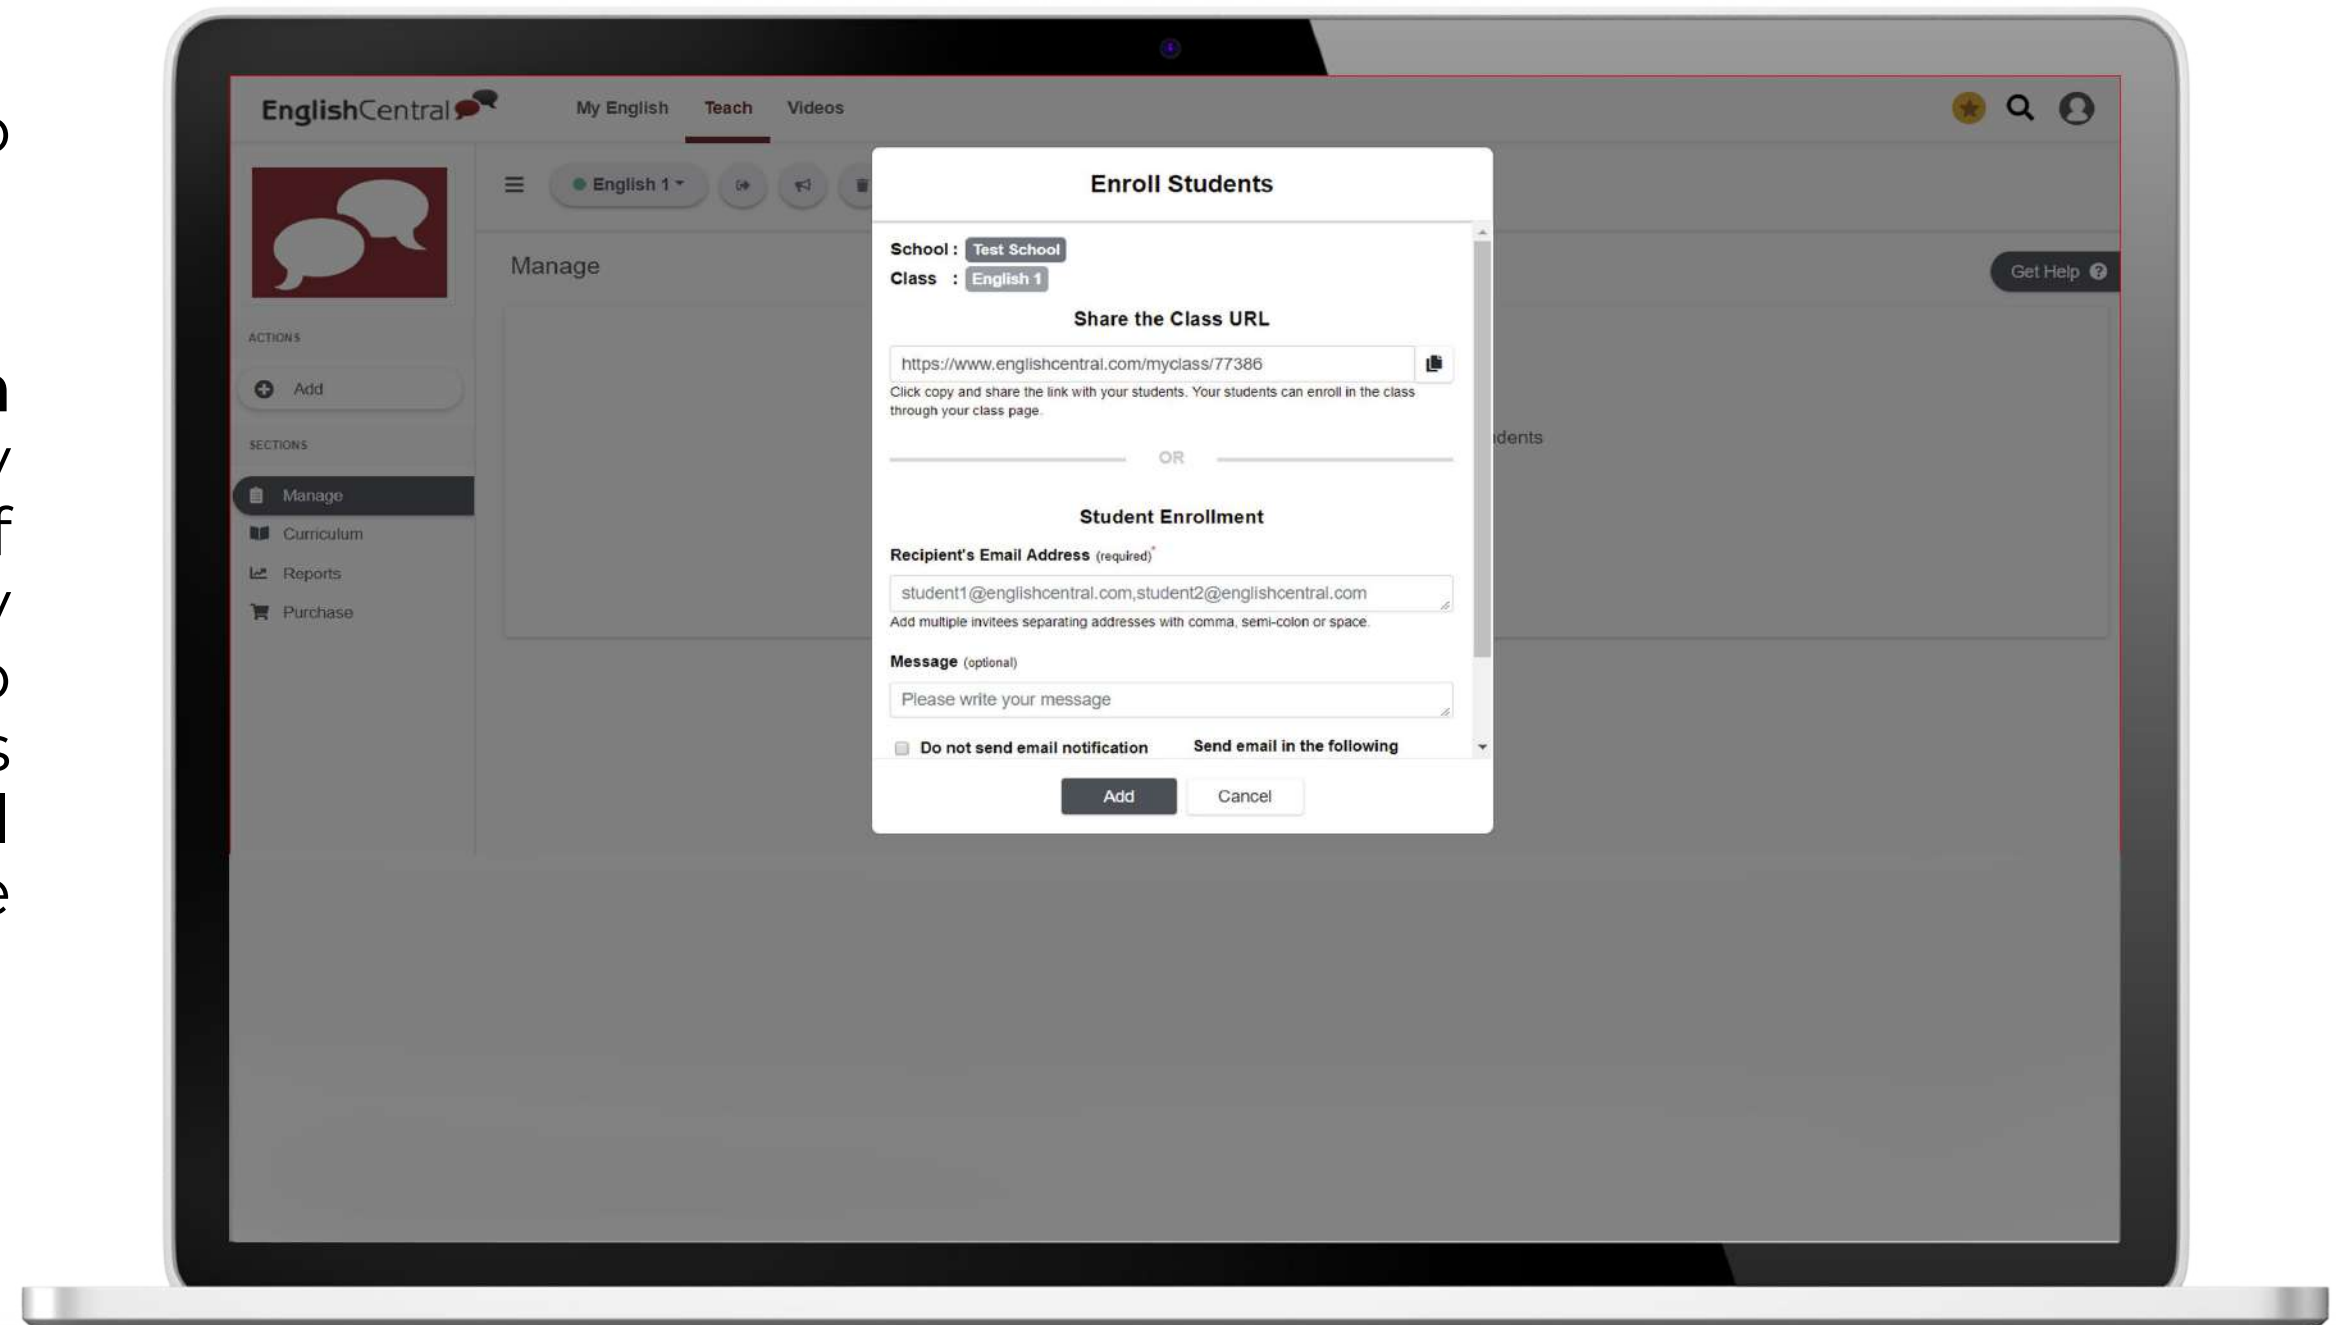 EnglishCentral
My English Teach Videos
English 1
Manage
Get Help
ACTIONS
Add
SECTIONS
Manage
Curriculum
Reports
Purchase
Enroll Students
School : Test School
Class : English 1
Share the Class URL
https://www.englishcentral.com/myclass/77386
Click copy and share the link with your students. Your students can enroll in the class
through your class page.
OR
Student Enrollment
Recipient's Email Address (required)*
student1@englishcentral.com,student2@englishcentral.com
Add multiple invitees separating addresses with comma, semi-colon or space.
Message (optional)
Please write your message
Do not send email notification
Send email in the following
Add Cancel